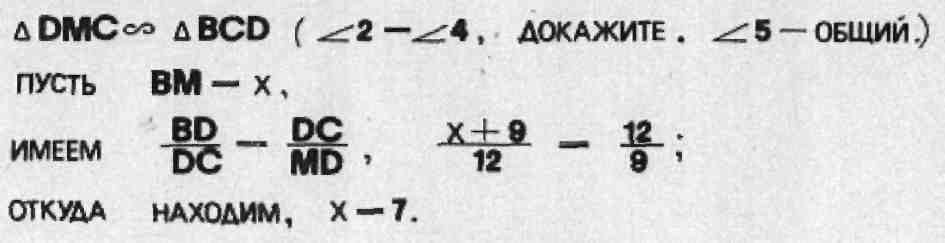 △ DMC ∽ △ BCD ( ∠2 — ∠4, ДОКАЖИТЕ. ∠5 — ОБЩИЙ.)
ПУСТЬ BM — x,
ИМЕЕМ BD/DC — DC/MD, x+9/12 — 12/9;
ОТКУДА НАХОДИМ, x — 7.